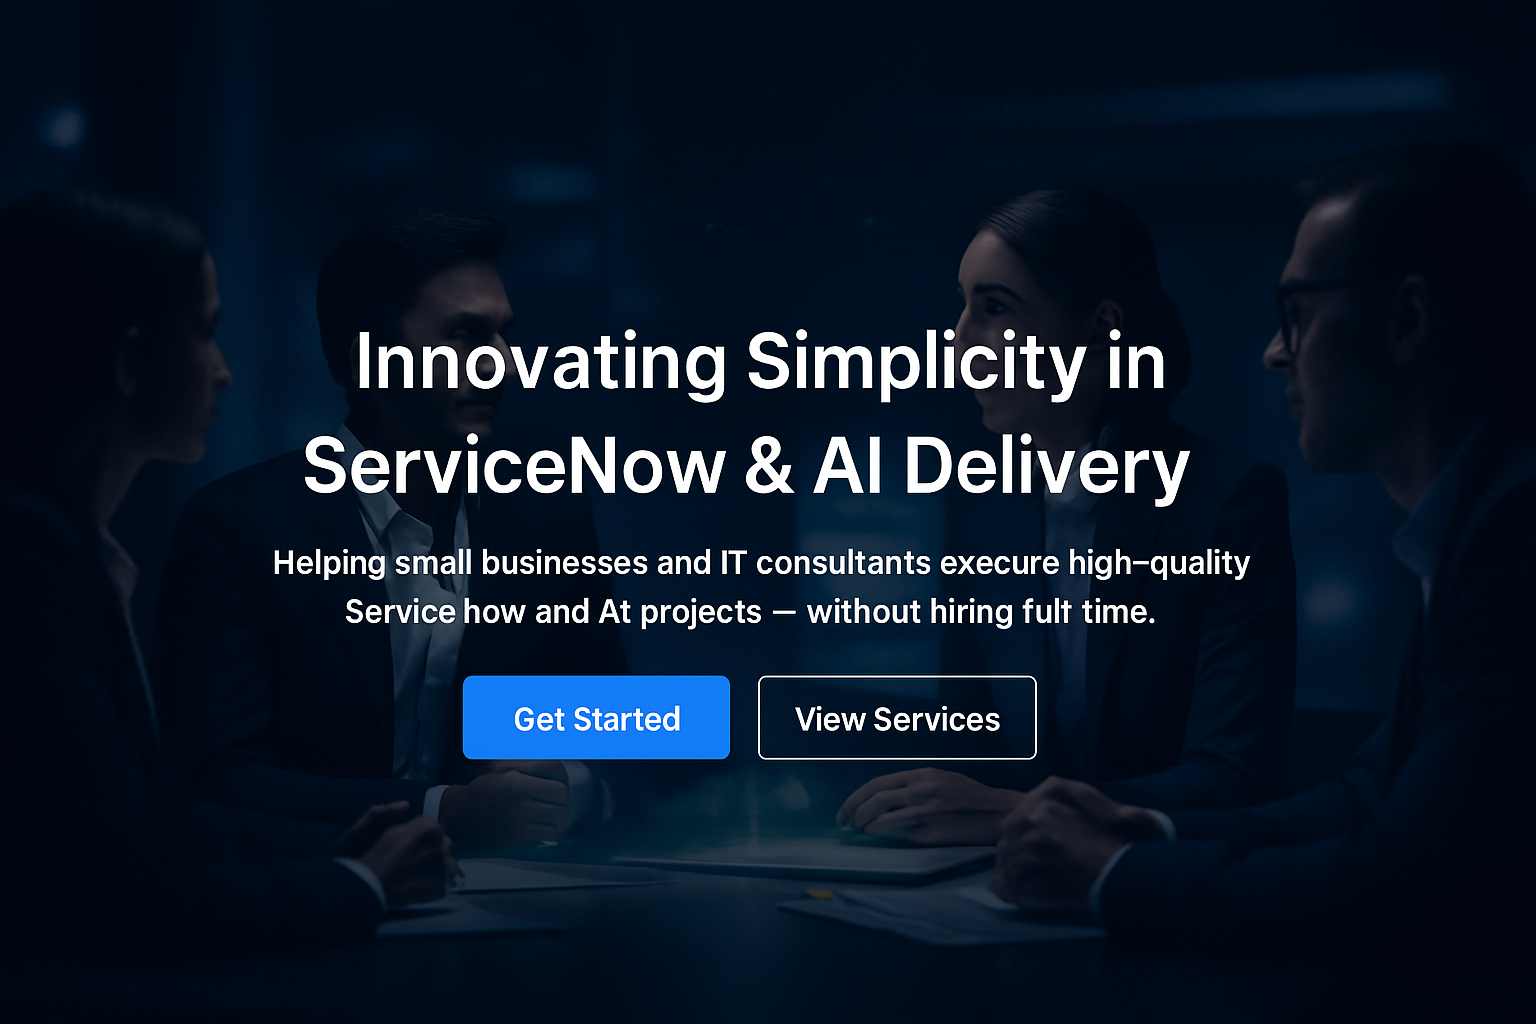 Innovating Simplicity in
ServiceNow & AI Delivery
Helping small businesses and IT consultants execure high–quality
Service how and At projects — without hiring fult time.
Get Started
View Services